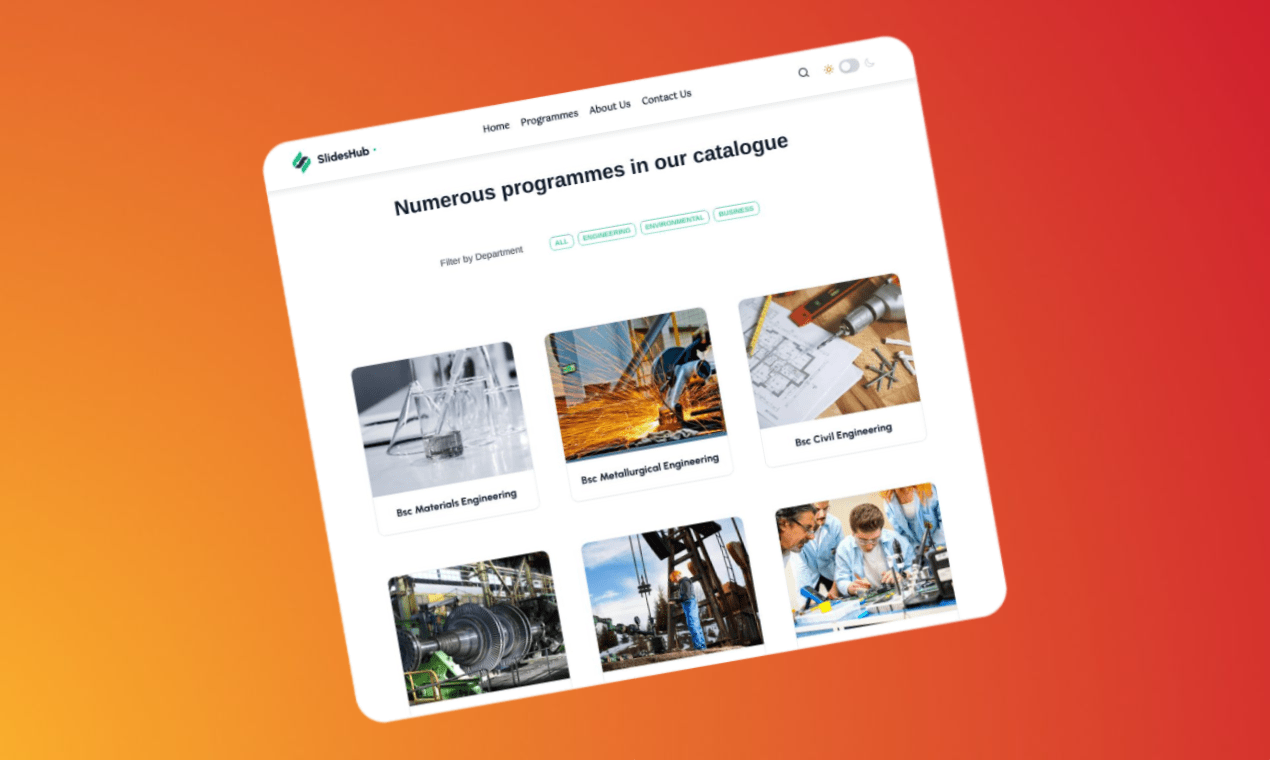 SlidesHub
Home Programmes About Us Contact Us
Numerous programmes in our catalogue
Filter by Department
ALL ENGINEERING ENVIRONMENTAL BUSINESS
Bsc Materials Engineering
Bsc Metallurgical Engineering
Bsc Civil Engineering